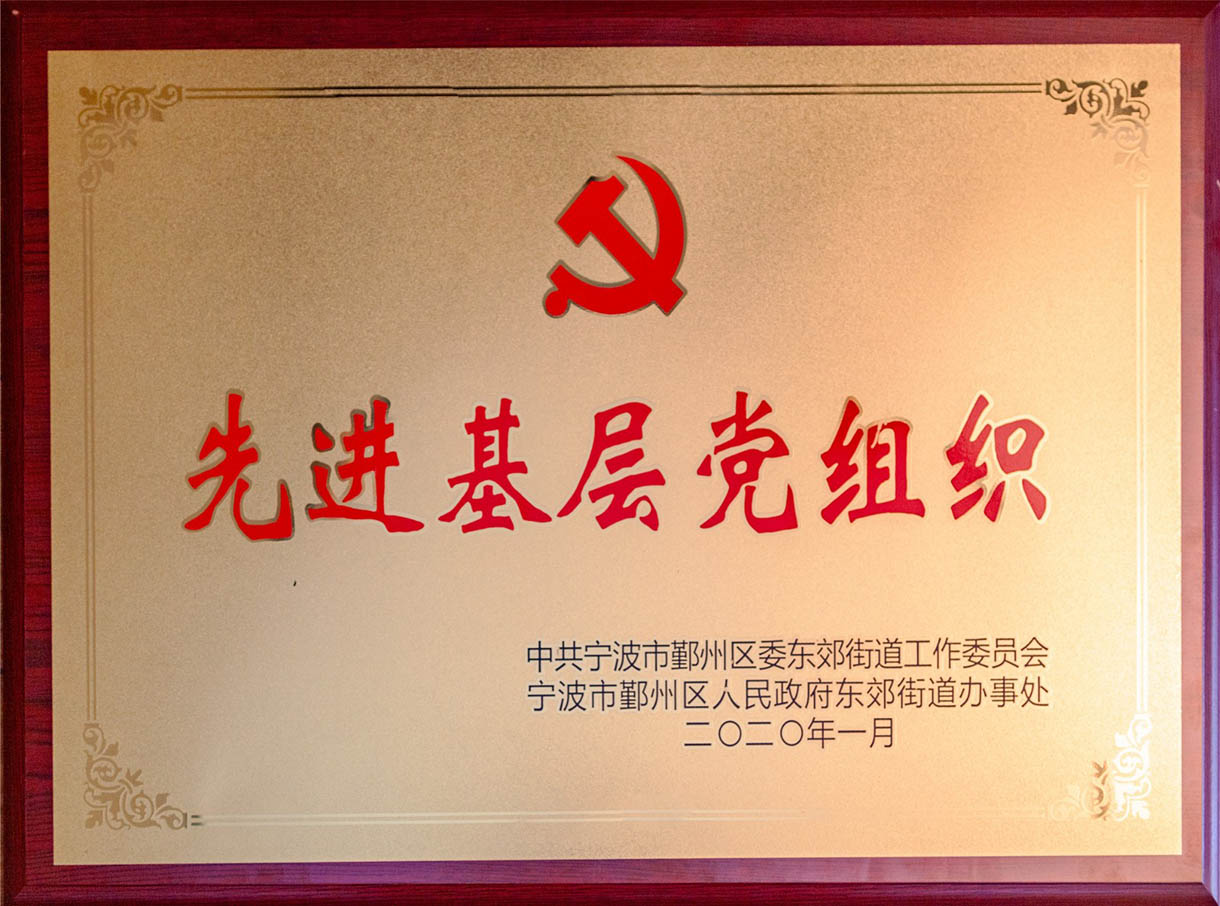 先进基层党组织
中共宁波市鄞州区委东郊街道工作委员会
宁波市鄞州区人民政府东郊街道办事处
二〇二〇年一月